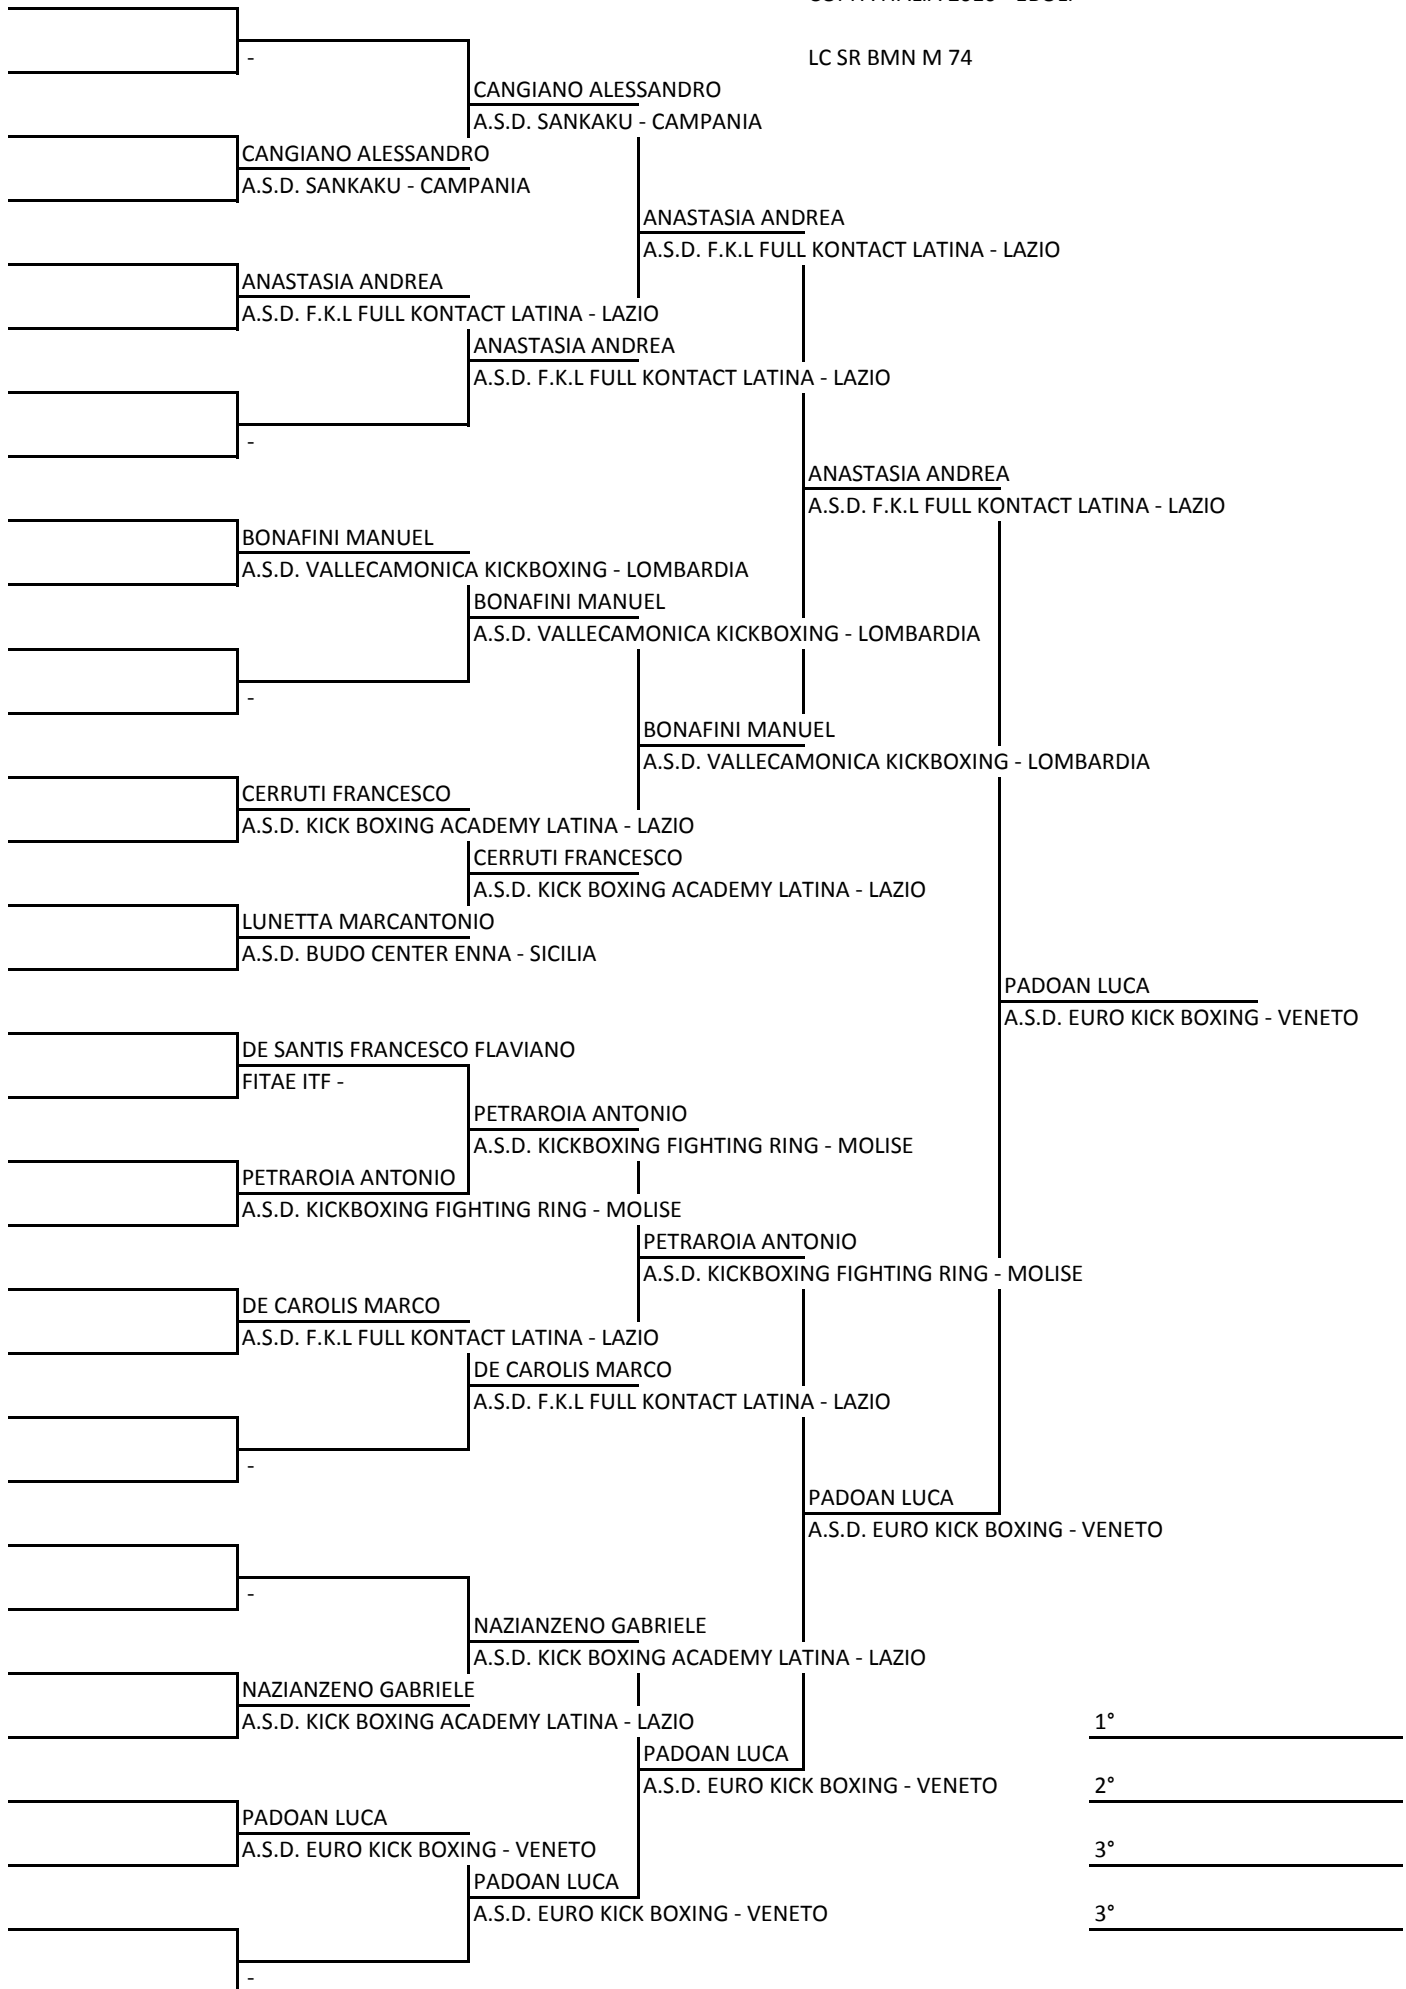 -
LC SR BMN M 74
CANGIANO ALESSANDRO
A.S.D. SANKAKU - CAMPANIA
CANGIANO ALESSANDRO
A.S.D. SANKAKU - CAMPANIA
ANASTASIA ANDREA
A.S.D. F.K.L FULL KONTACT LATINA - LAZIO
ANASTASIA ANDREA
A.S.D. F.K.L FULL KONTACT LATINA - LAZIO
ANASTASIA ANDREA
A.S.D. F.K.L FULL KONTACT LATINA - LAZIO
-
ANASTASIA ANDREA
A.S.D. F.K.L FULL KONTACT LATINA - LAZIO
BONAFINI MANUEL
A.S.D. VALLECAMONICA KICKBOXING - LOMBARDIA
BONAFINI MANUEL
A.S.D. VALLECAMONICA KICKBOXING - LOMBARDIA
-
BONAFINI MANUEL
A.S.D. VALLECAMONICA KICKBOXING - LOMBARDIA
CERRUTI FRANCESCO
A.S.D. KICK BOXING ACADEMY LATINA - LAZIO
CERRUTI FRANCESCO
A.S.D. KICK BOXING ACADEMY LATINA - LAZIO
LUNETTA MARCANTONIO
A.S.D. BUDO CENTER ENNA - SICILIA
PADOAN LUCA
A.S.D. EURO KICK BOXING - VENETO
DE SANTIS FRANCESCO FLAVIANO
FITAE ITF -
PETRAROIA ANTONIO
A.S.D. KICKBOXING FIGHTING RING - MOLISE
PETRAROIA ANTONIO
A.S.D. KICKBOXING FIGHTING RING - MOLISE
PETRAROIA ANTONIO
A.S.D. KICKBOXING FIGHTING RING - MOLISE
DE CAROLIS MARCO
A.S.D. F.K.L FULL KONTACT LATINA - LAZIO
DE CAROLIS MARCO
A.S.D. F.K.L FULL KONTACT LATINA - LAZIO
-
PADOAN LUCA
A.S.D. EURO KICK BOXING - VENETO
-
NAZIANZENO GABRIELE
A.S.D. KICK BOXING ACADEMY LATINA - LAZIO
NAZIANZENO GABRIELE
A.S.D. KICK BOXING ACADEMY LATINA - LAZIO
1°
PADOAN LUCA
A.S.D. EURO KICK BOXING - VENETO
2°
PADOAN LUCA
A.S.D. EURO KICK BOXING - VENETO
3°
PADOAN LUCA
A.S.D. EURO KICK BOXING - VENETO
3°
-